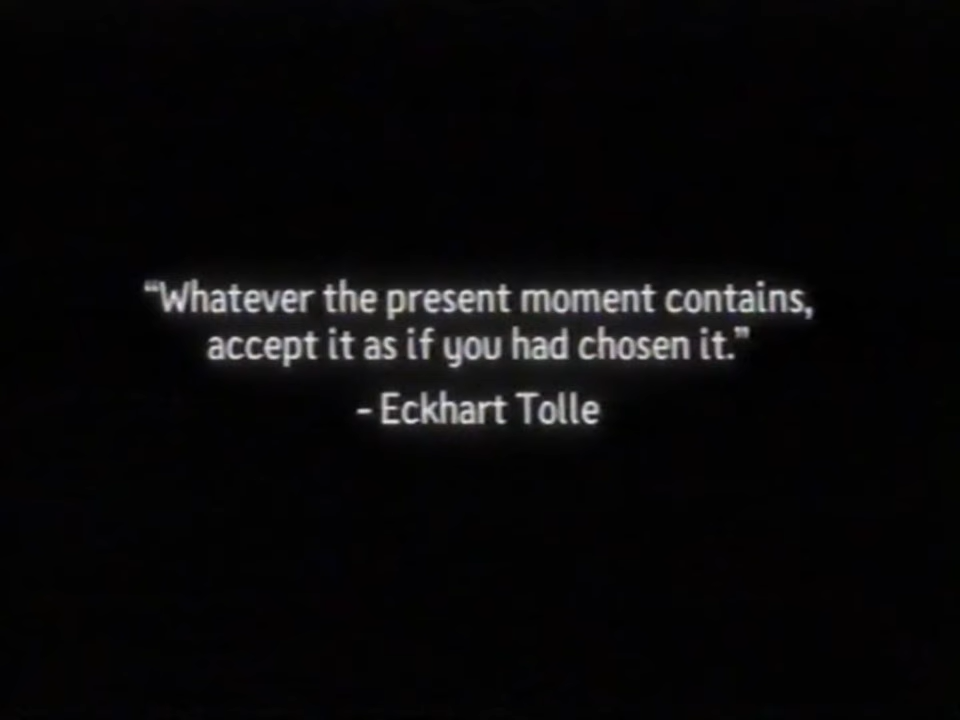 “Whatever the present moment contains,
accept it as if you had chosen it.”
- Eckhart Tolle